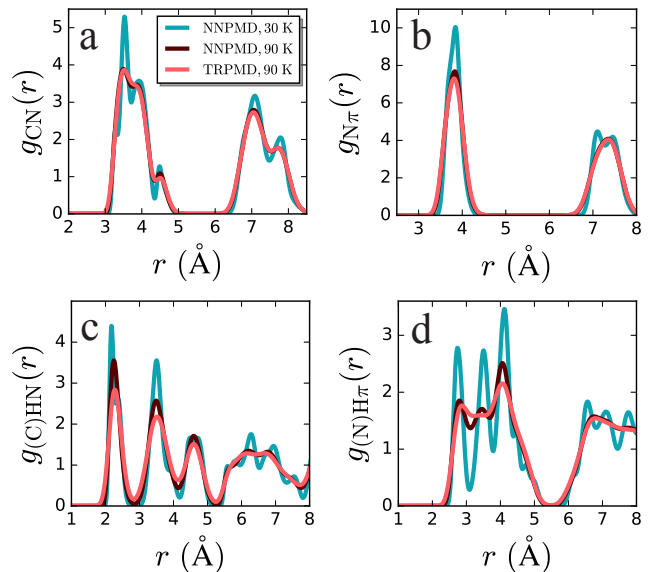 a
NNPMD, 30 K
NNPMD, 90 K
TRPMD, 90 K
g_CN(r)
0 1 2 3 4 5
2 3 4 5 6 7 8
r (Å)
b
g_Nπ(r)
0 2 4 6 8 10
3 4 5 6 7 8
r (Å)
c
g_(C)HN(r)
0 1 2 3 4
1 2 3 4 5 6 7 8
r (Å)
d
g_(N)Hπ(r)
0 1 2 3
1 2 3 4 5 6 7 8
r (Å)